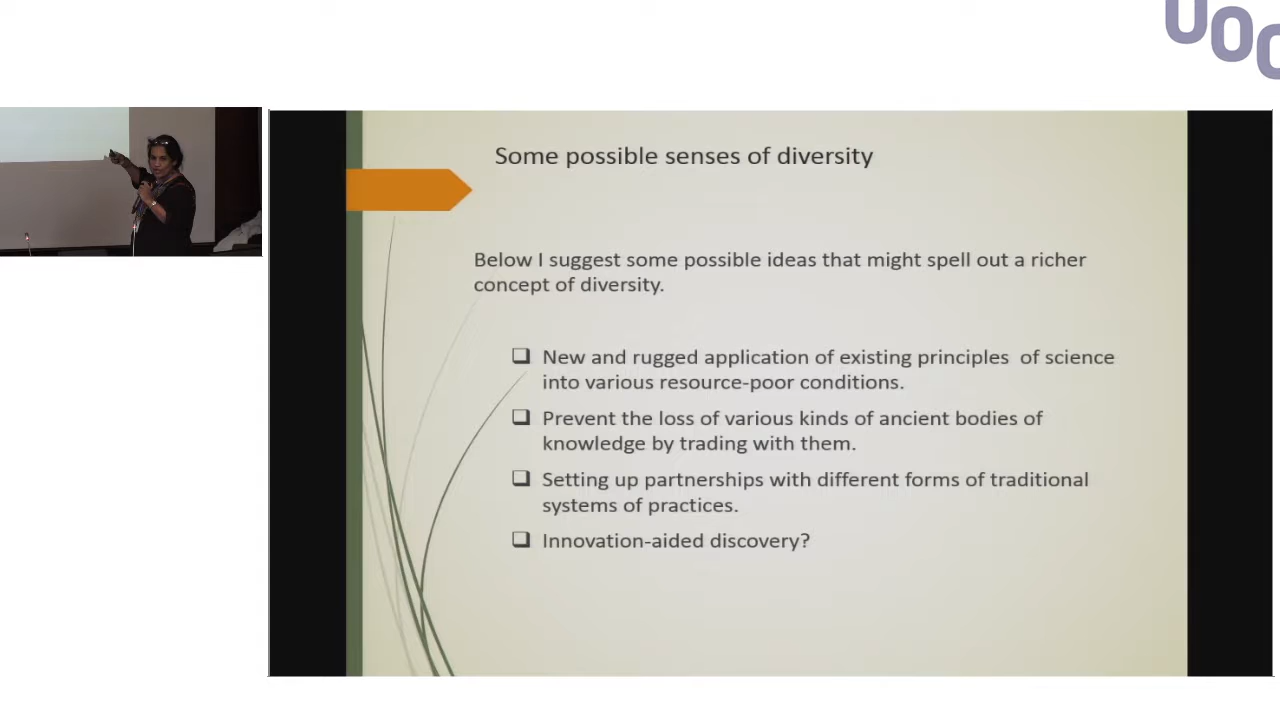 UOC
Some possible senses of diversity
Below I suggest some possible ideas that might spell out a richer
concept of diversity.
New and rugged application of existing principles of science
into various resource-poor conditions.
Prevent the loss of various kinds of ancient bodies of
knowledge by trading with them.
Setting up partnerships with different forms of traditional
systems of practices.
Innovation-aided discovery?